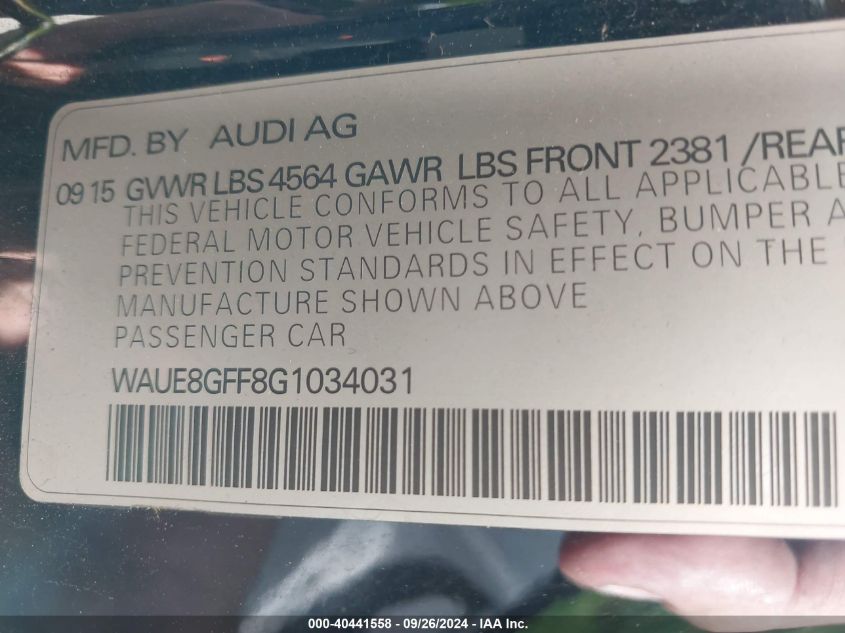 MFD. BY AUDI AG
09 15 GVWR LBS 4564 GAWR LBS FRONT 2381 /REAR
THIS VEHICLE CONFORMS TO ALL APPLICABLE
FEDERAL MOTOR VEHICLE SAFETY, BUMPER A
PREVENTION STANDARDS IN EFFECT ON THE
MANUFACTURE SHOWN ABOVE
PASSENGER CAR
WAUE8GFF8G1034031
000-40441558 - 09/26/2024 - IAA Inc.